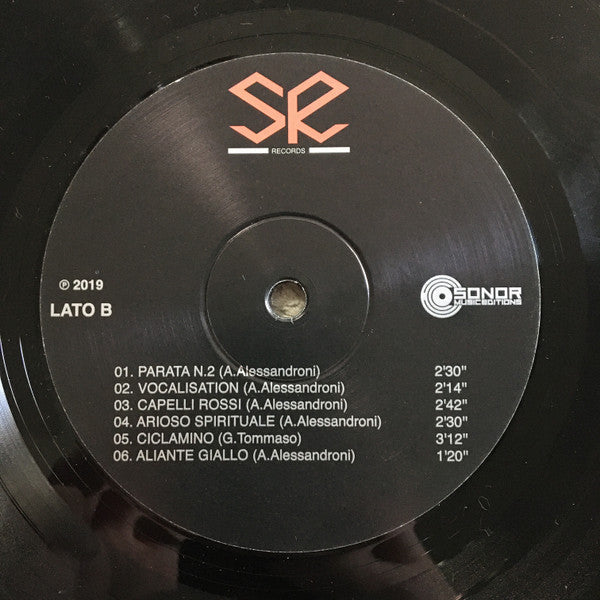 SR
RECORDS
℗ 2019
LATO B
SONOR
MUSICEDITIONS
01. PARATA N.2 (A.Alessandroni) 2'30"
02. VOCALISATION (A.Alessandroni) 2'14"
03. CAPELLI ROSSI (A.Alessandroni) 2'42"
04. ARIOSO SPIRITUALE (A.Alessandroni) 2'30"
05. CICLAMINO (G.Tommaso) 3'12"
06. ALIANTE GIALLO (A.Alessandroni) 1'20"